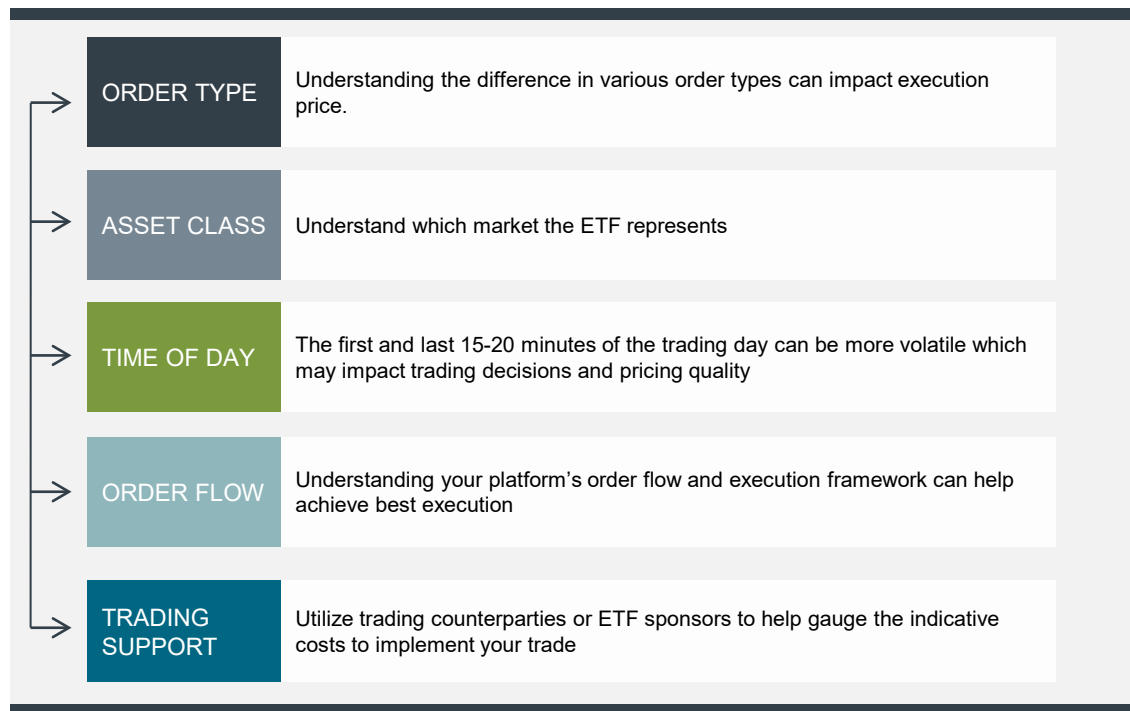 ORDER TYPE
Understanding the difference in various order types can impact execution
price.
ASSET CLASS
Understand which market the ETF represents
TIME OF DAY
The first and last 15-20 minutes of the trading day can be more volatile which
may impact trading decisions and pricing quality
ORDER FLOW
Understanding your platform's order flow and execution framework can help
achieve best execution
TRADING
SUPPORT
Utilize trading counterparties or ETF sponsors to help gauge the indicative
costs to implement your trade